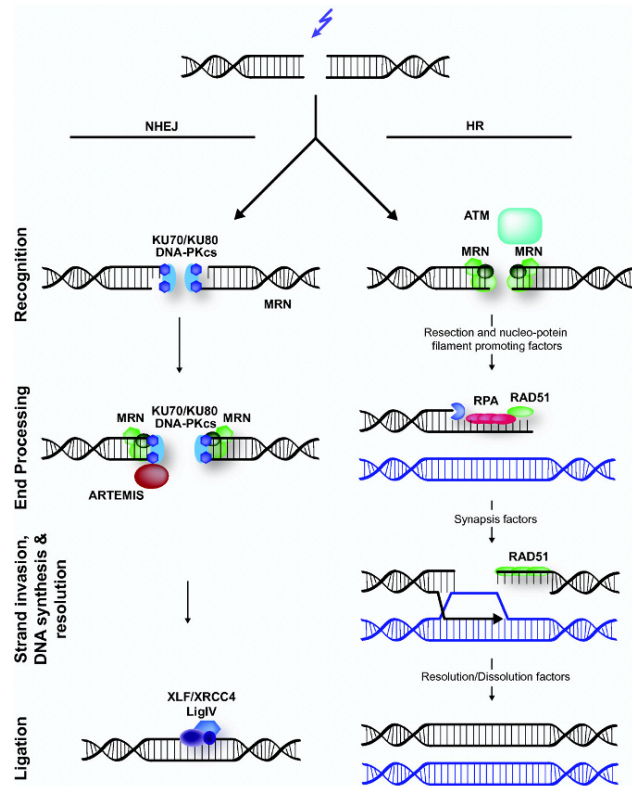 NHEJ
HR
Recognition
KU70/KU80
DNA-PKcs
MRN
ATM
MRN MRN
Resection and nucleo-potein
filament promoting factors
End Processing
MRN KU70/KU80 MRN
DNA-PKcs
ARTEMIS
RPA RAD51
Synapsis factors
Strand invasion,
DNA synthesis &
resolution
RAD51
Resolution/Dissolution factors
Ligation
XLF/XRCC4
LigIV